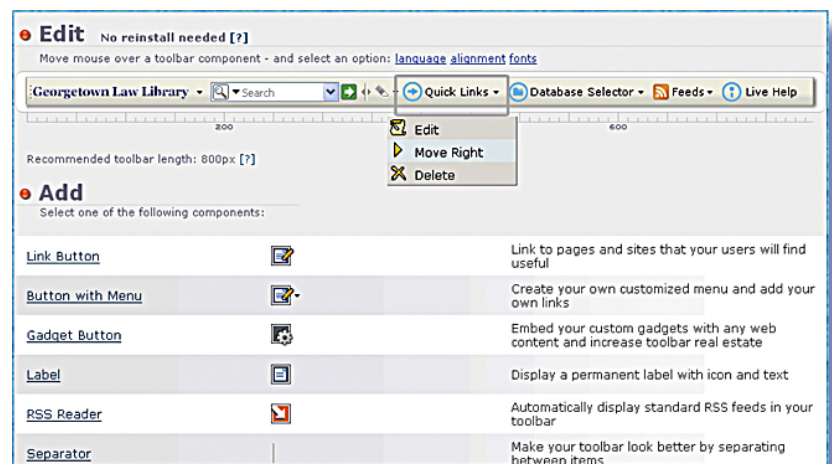 Edit No reinstall needed [?]
Move mouse over a toolbar component - and select an option: language alignment fonts
Georgetown Law Library Search Quick Links Database Selector Feeds Live Help
200 600
Edit
Move Right
Delete
Recommended toolbar length: 800px [?]
Add
Select one of the following components:
Link Button
Link to pages and sites that your users will find
useful
Button with Menu
Create your own customized menu and add your
own links
Gadget Button
Embed your custom gadgets with any web
content and increase toolbar real estate
Label
Display a permanent label with icon and text
RSS Reader
Automatically display standard RSS feeds in your
toolbar
Separator
Make your toolbar look better by separating
between items